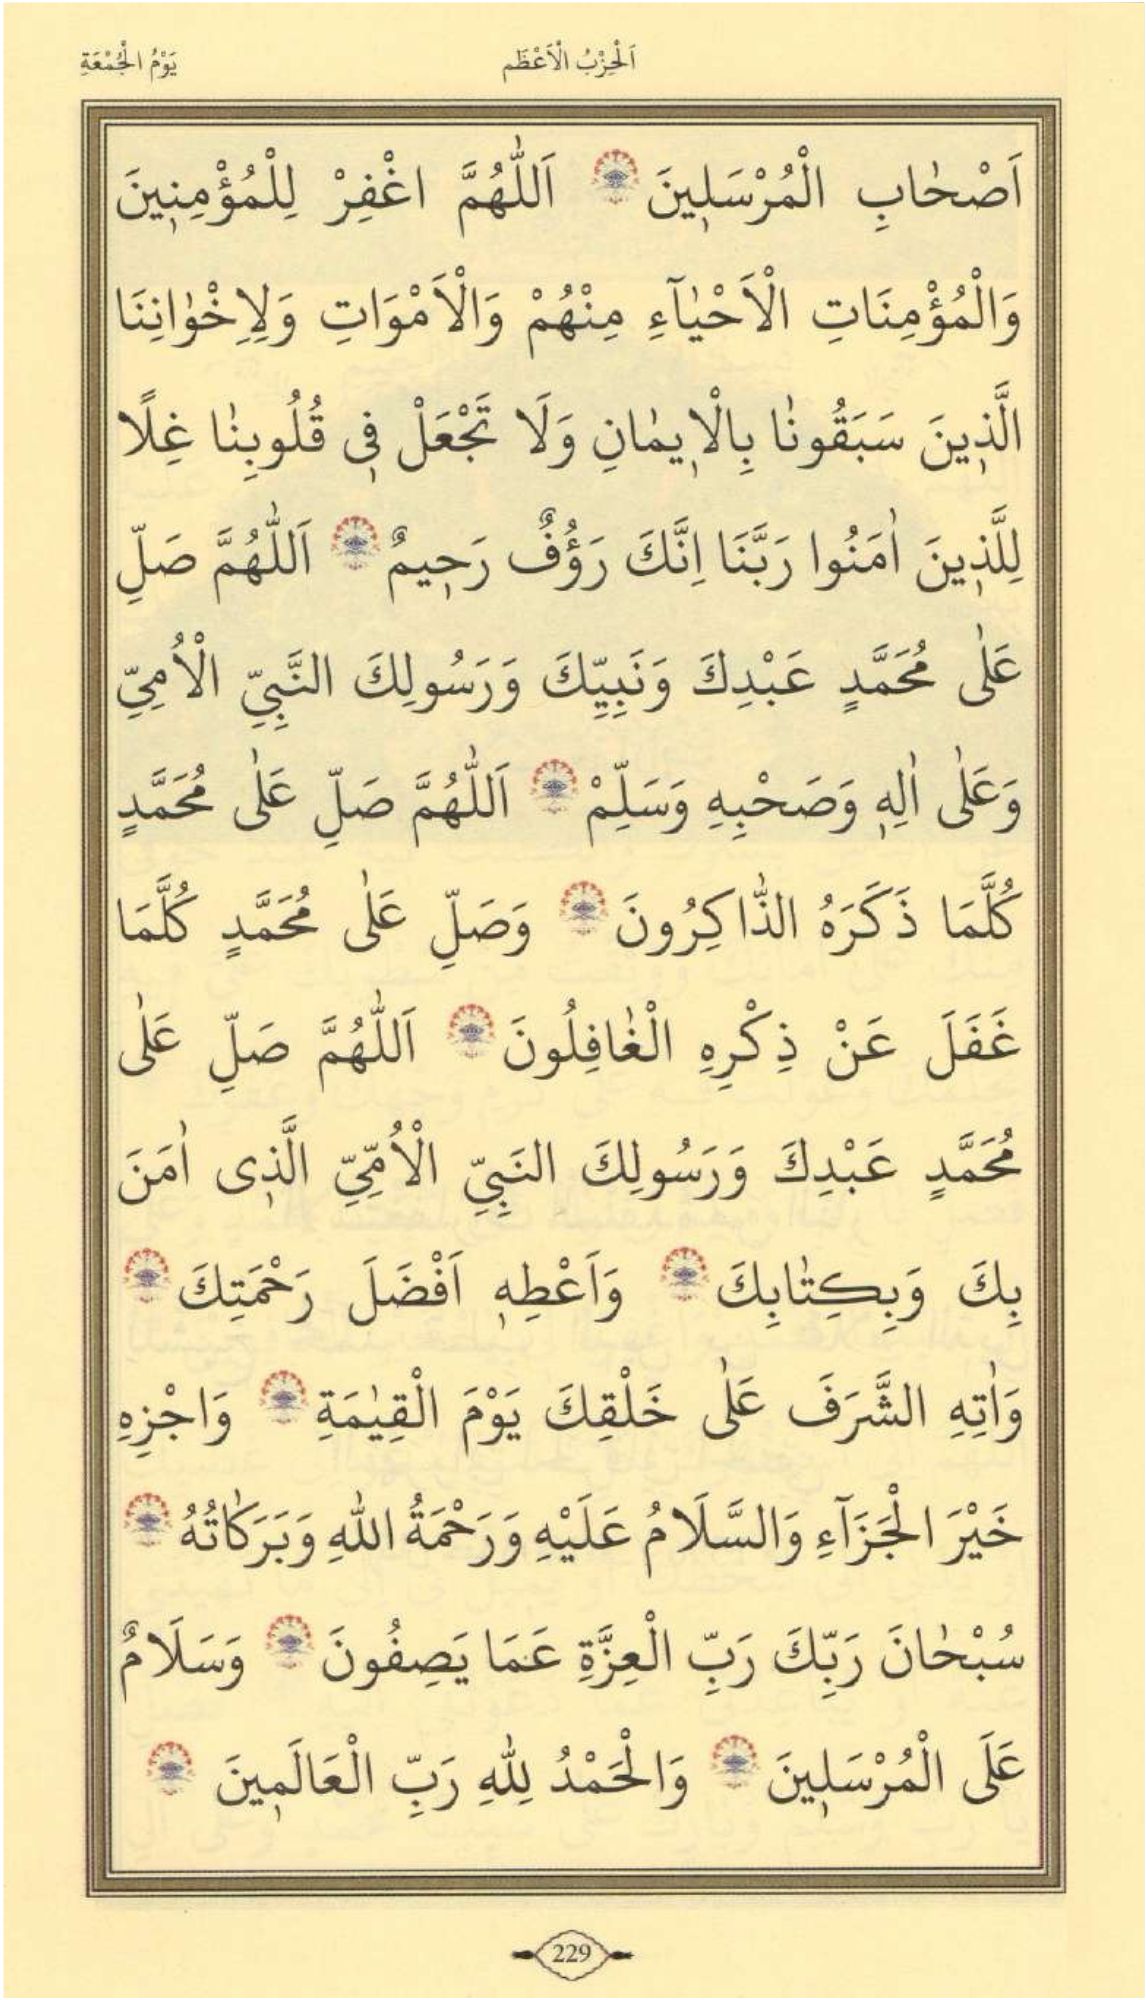 اَلْحِزْبُ الْاَعْظَم
يَوْمُ الْجُمْعَةِ
اَصْحٰابِ الْمُرْسَلٖينَ اَللّٰهُمَّ اغْفِرْ لِلْمُؤْمِنٖينَ
وَالْمُؤْمِنَاتِ الْاَحْيٰٓاءِ مِنْهُمْ وَالْاَمْوَاتِ وَلِاِخْوٰانِنَا
الَّذٖينَ سَبَقُونٰا بِالْاٖيمٰانِ وَلَا تَجْعَلْ فٖى قُلُوبِنٰا غِلًا
لِلَّذٖينَ اٰمَنُوا رَبَّنَا اِنَّكَ رَؤُفٌ رَحٖيمٌ اَللّٰهُمَّ صَلِّ
عَلٰى مُحَمَّدٍ عَبْدِكَ وَنَبِيِّكَ وَرَسُولِكَ النَّبِيِّ الْاُمِيِّ
وَعَلٰى اٰلِهٖ وَصَحْبِهِ وَسَلِّمْ اَللّٰهُمَّ صَلِّ عَلٰى مُحَمَّدٍ
كُلَّمَا ذَكَرَهُ الذّٰاكِرُونَ وَصَلِّ عَلٰى مُحَمَّدٍ كُلَّمَا
غَفَلَ عَنْ ذِكْرِهِ الْغٰافِلُونَ اَللّٰهُمَّ صَلِّ عَلٰى
مُحَمَّدٍ عَبْدِكَ وَرَسُولِكَ النَبِيِّ الْاُمِّيِّ الَّذٖى اٰمَنَ
بِكَ وَبِكِتٰابِكَ وَاَعْطِهٖ اَفْضَلَ رَحْمَتِكَ
وَاٰتِهِ الشَّرَفَ عَلٰى خَلْقِكَ يَوْمَ الْقِيٰمَةِ وَاجْزِهِ
خَيْرَ الْجَزَٓاءِ وَالسَّلَامُ عَلَيْهِ وَرَحْمَةُ اللّٰهِ وَبَرَكٰاتُهُ
سُبْحٰانَ رَبِّكَ رَبِّ الْعِزَّةِ عَمَا يَصِفُونَ وَسَلَامٌ
عَلَى الْمُرْسَلٖينَ وَالْحَمْدُ لِلّٰهِ رَبِّ الْعَالَمٖينَ
229